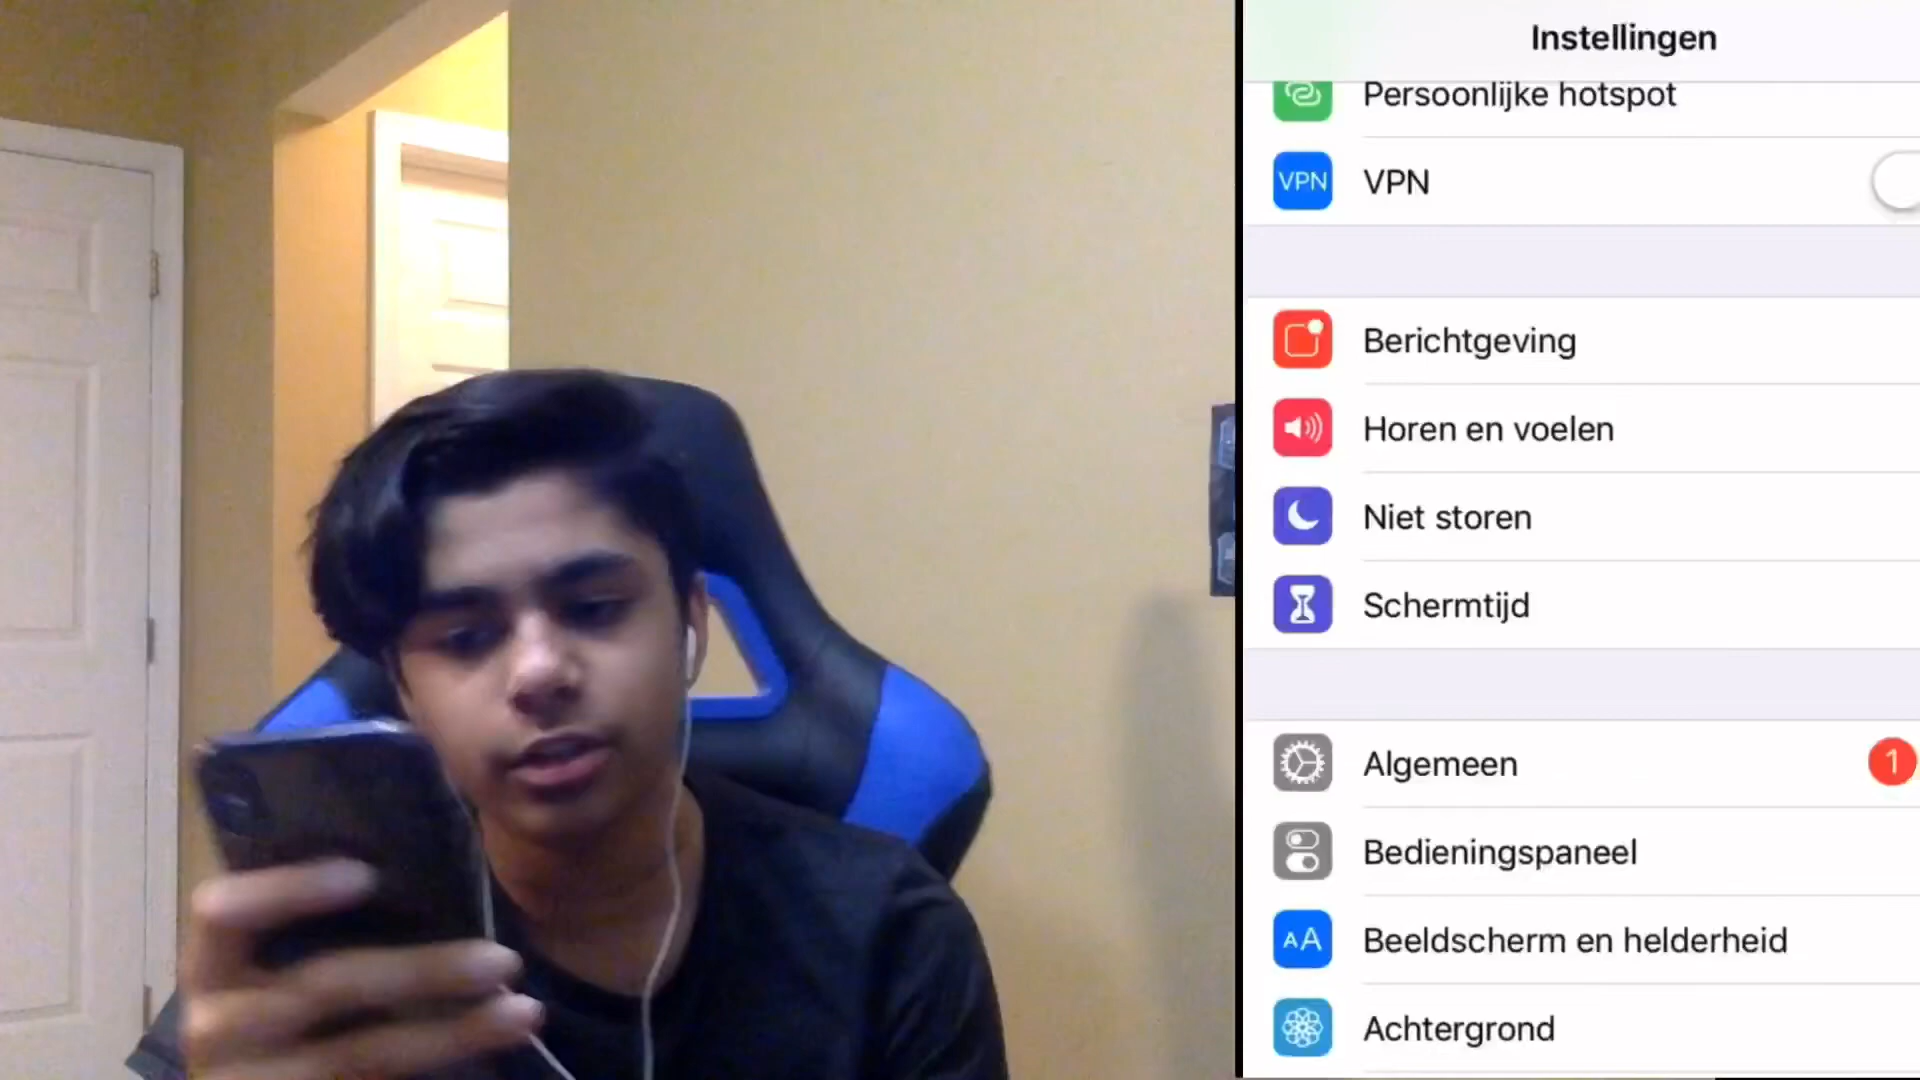 Instellingen
Persoonlijke hotspot
VPN VPN
Berichtgeving
Horen en voelen
Niet storen
Schermtijd
Algemeen 1
Bedieningspaneel
AA Beeldscherm en helderheid
Achtergrond